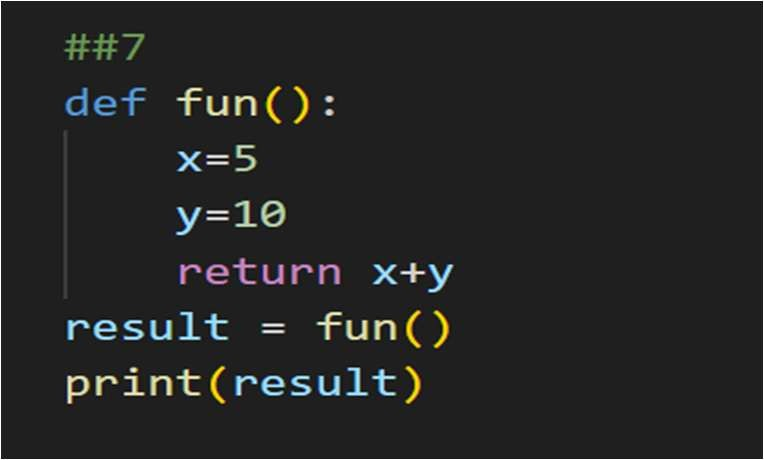 ##7
def fun():
    x=5
    y=10
    return x+y
result = fun()
print(result)